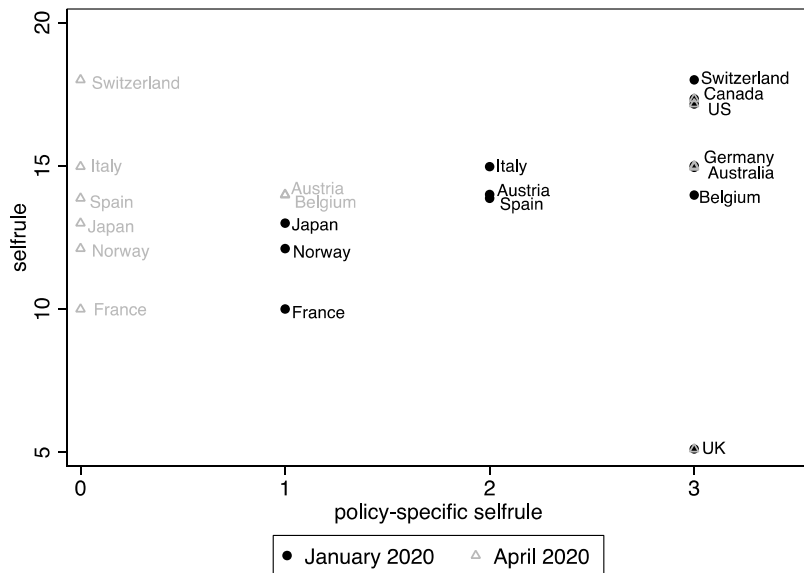 20
Switzerland
Switzerland
Canada
US
15
Italy
Italy
Germany
Australia
Spain
Austria
Belgium
Austria
Spain
Belgium
Japan
Japan
Norway
Norway
10
France
France
5
UK
selfrule
0 1 2 3
policy-specific selfrule
January 2020 April 2020